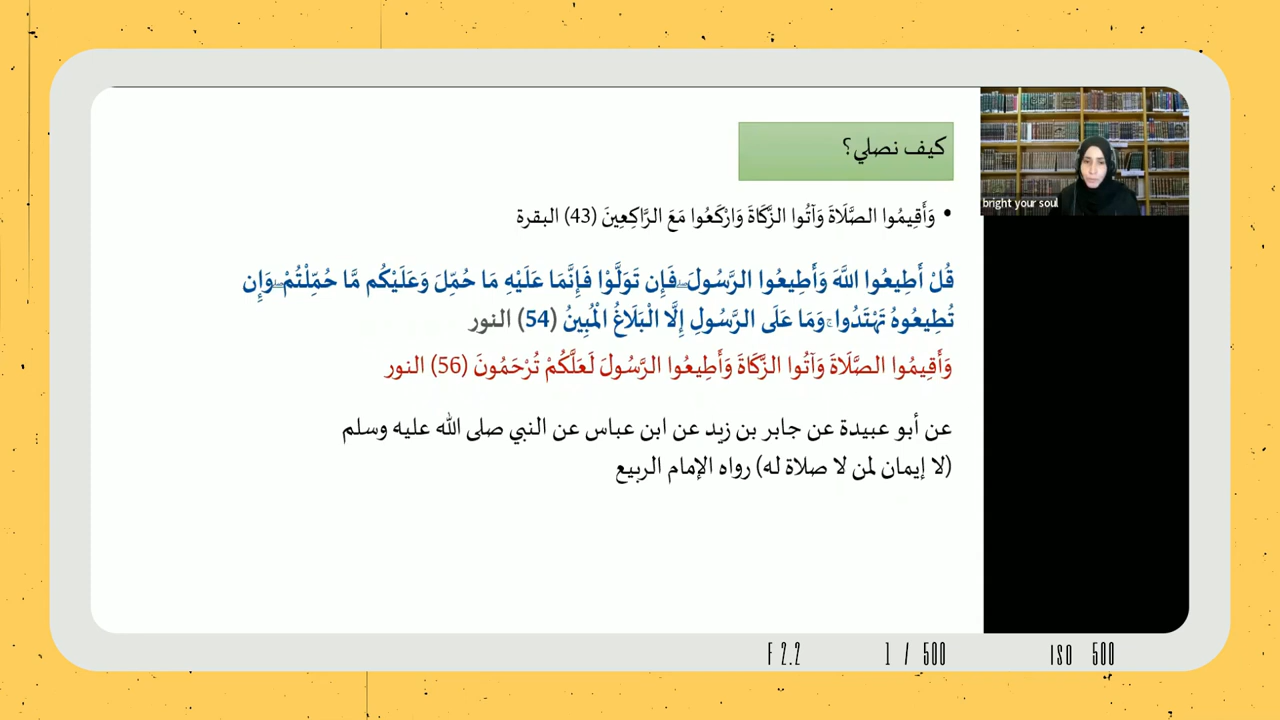 كيف نصلي؟
• وَأَقِيمُوا الصَّلَاةَ وَآتُوا الزَّكَاةَ وَارْكَعُوا مَعَ الرَّاكِعِينَ (43) البقرة
قُلْ أَطِيعُوا اللَّهَ وَأَطِيعُوا الرَّسُولَ ۖ فَإِن تَوَلَّوْا فَإِنَّمَا عَلَيْهِ مَا حُمِّلَ وَعَلَيْكُم مَّا حُمِّلْتُمْ ۖ وَإِن
تُطِيعُوهُ تَهْتَدُوا ۚ وَمَا عَلَى الرَّسُولِ إِلَّا الْبَلَاغُ الْمُبِينُ (54) النور
وَأَقِيمُوا الصَّلَاةَ وَآتُوا الزَّكَاةَ وَأَطِيعُوا الرَّسُولَ لَعَلَّكُمْ تُرْحَمُونَ (56) النور
عن أبو عبيدة عن جابر بن زيد عن ابن عباس عن النبي صلى الله عليه وسلم
(لا إيمان لمن لا صلاة له) رواه الإمام الربيع
bright your soul
F 2.2 1 / 500 ISO 500